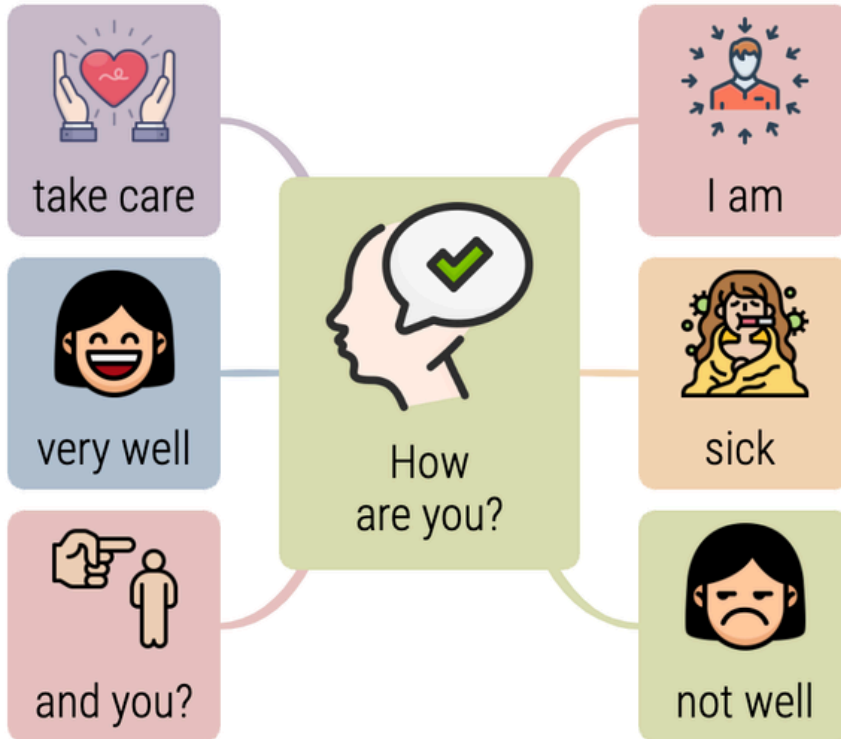 take care
very well
and you?
How
are you?
I am
sick
not well